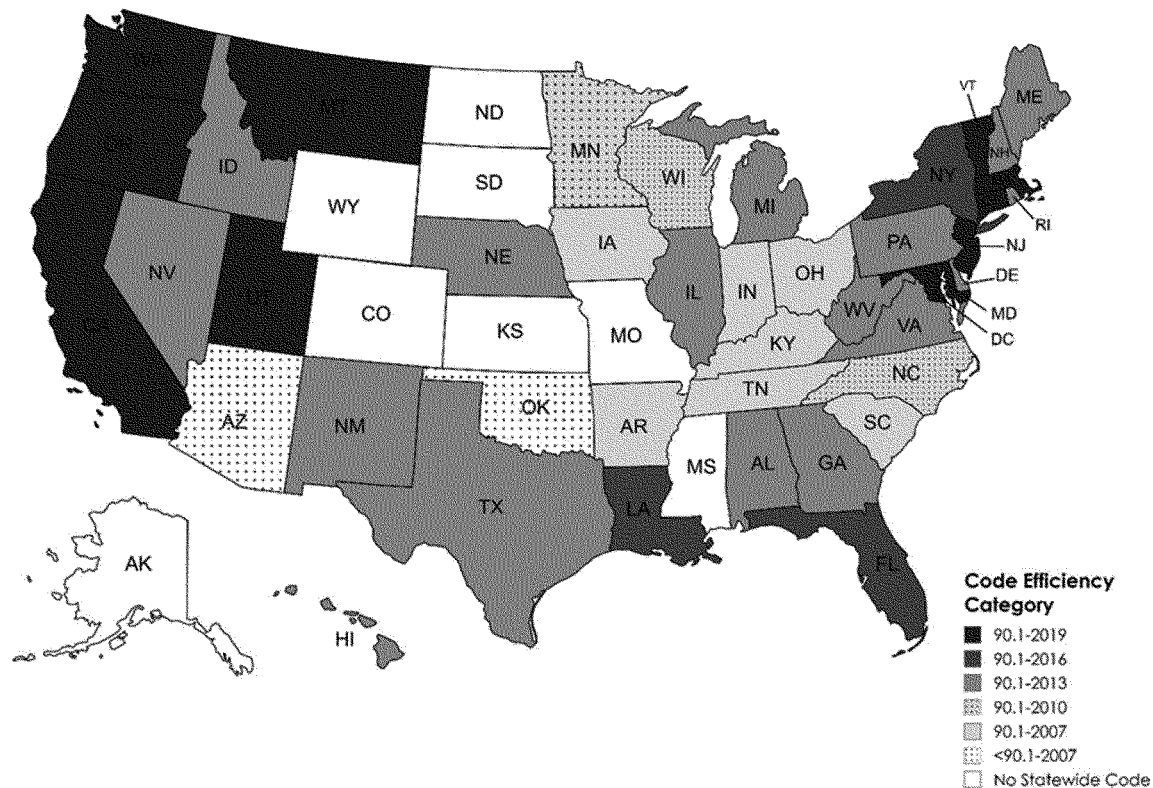 WA
VT
ME
ND
OR
MN
NH
ID
NY
SD
WI
WY
MI
RI
IA
PA
NJ
NE
NV
OH
DE
IL
IN
UT
WV
MD
CO
VA
CA
KS
MO
DC
KY
NC
TN
OK
AZ
AR
SC
NM
MS
AL
GA
TX
LA
AK
FL
HI
Code Efficiency
Category
90.1-2019
90.1-2016
90.1-2013
90.1-2010
90.1-2007
<90.1-2007
No Statewide Code